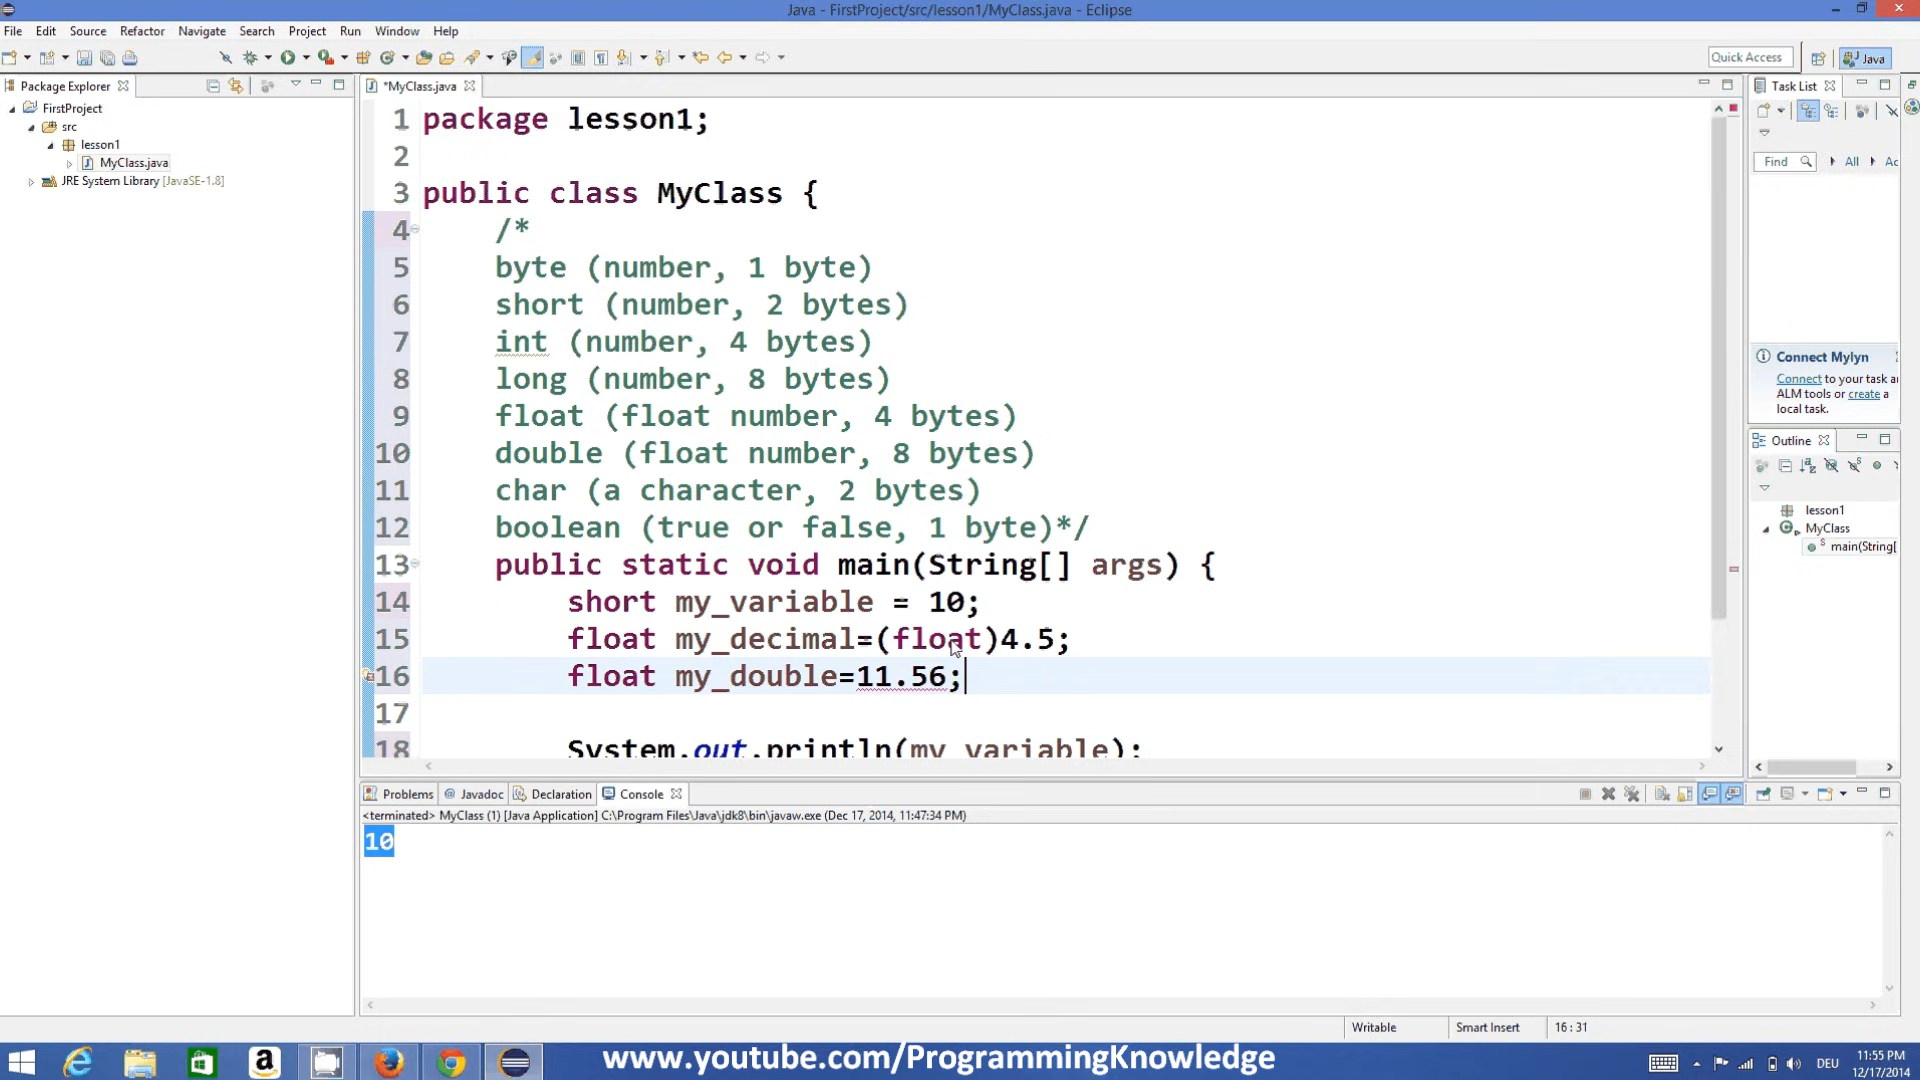 Java - FirstProject/src/lesson1/MyClass.java - Eclipse
File Edit Source Refactor Navigate Search Project Run Window Help
Quick Access
Java
Package Explorer
FirstProject
src
lesson1
MyClass.java
JRE System Library [JavaSE-1.8]
*MyClass.java
1 package lesson1;
2
3 public class MyClass {
4 /*
5 byte (number, 1 byte)
6 short (number, 2 bytes)
7 int (number, 4 bytes)
8 long (number, 8 bytes)
9 float (float number, 4 bytes)
10 double (float number, 8 bytes)
11 char (a character, 2 bytes)
12 boolean (true or false, 1 byte)*/
13 public static void main(String[] args) {
14 short my_variable = 10;
15 float my_decimal=(float)4.5;
16 float my_double=11.56;
17
18 System.out.println(my_variable);
Task List
Find All Ac
Connect Mylyn
Connect to your task a
ALM tools or create a
local task.
Outline
lesson1
MyClass
main(String[
Problems Javadoc Declaration Console
<terminated> MyClass (1) [Java Application] C:\Program Files\Java\jdk8\bin\javaw.exe (Dec 17, 2014, 11:47:34 PM)
10
Writable Smart Insert 16 : 31
www.youtube.com/ProgrammingKnowledge
DEU
11:55 PM
12/17/2014